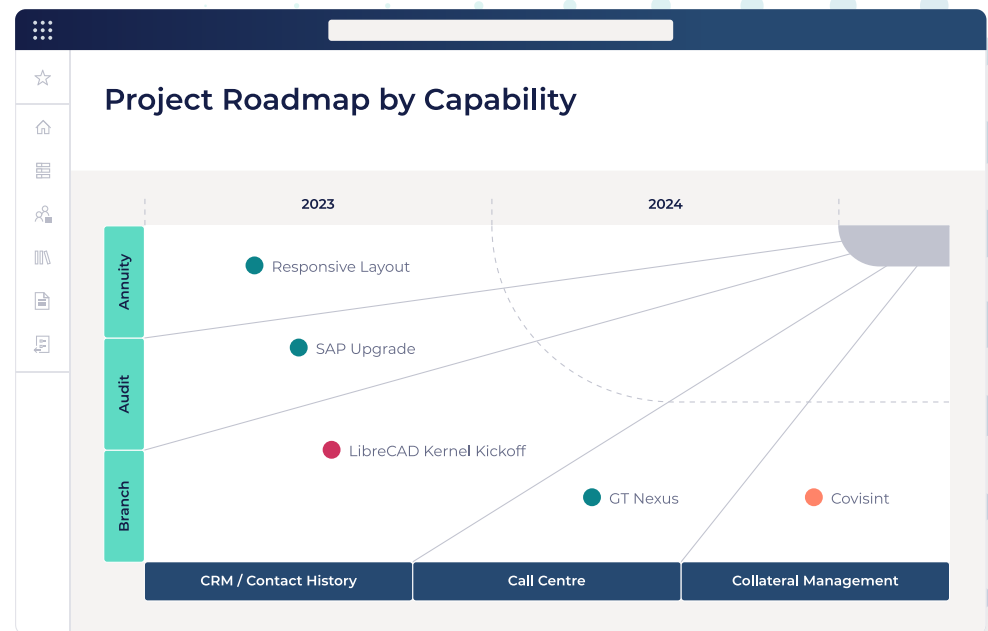 Project Roadmap by Capability
2023
2024
Annuity
Responsive Layout
Audit
SAP Upgrade
Branch
LibreCAD Kernel Kickoff
GT Nexus
Covisint
CRM / Contact History
Call Centre
Collateral Management